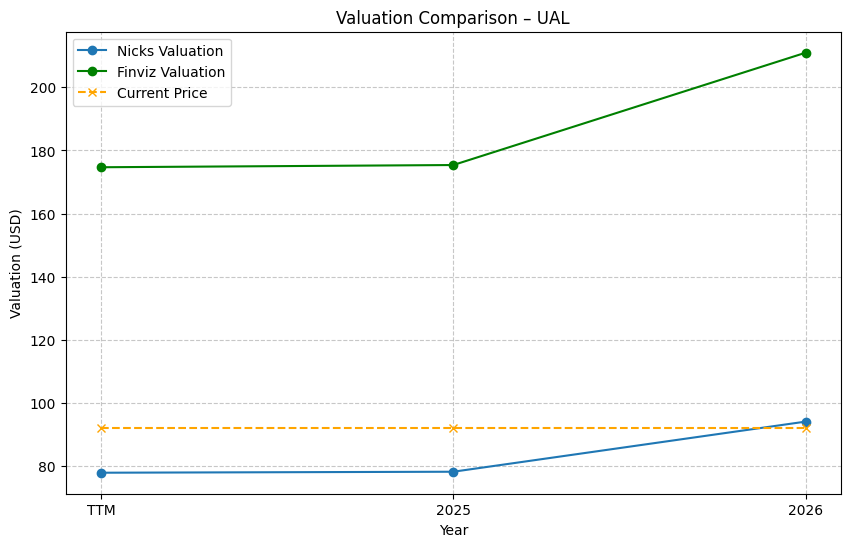 Valuation Comparison – UAL
Nicks Valuation
Finviz Valuation
Current Price
Valuation (USD)
200
180
160
140
120
100
80
TTM
2025
2026
Year